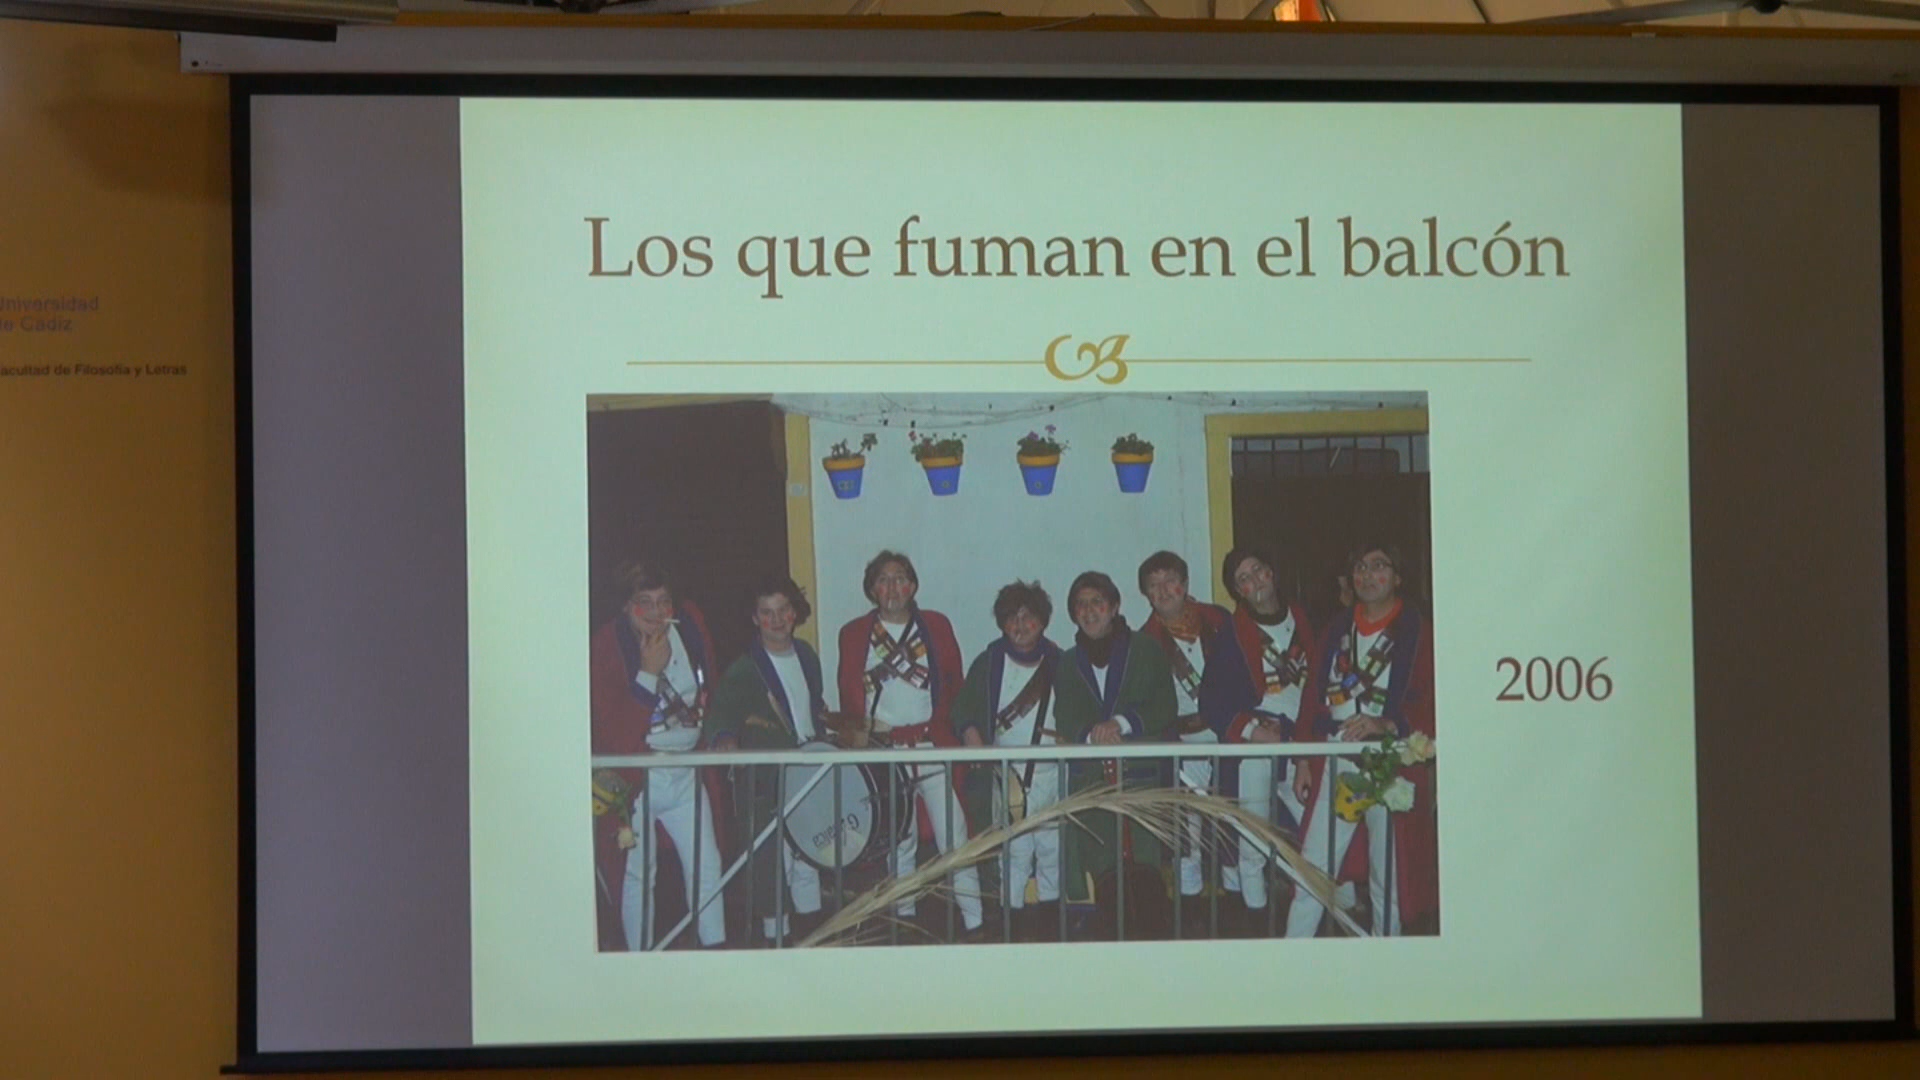 Los que fuman en el balcón
2006
Universidad
de Cádiz
Facultad de Filosofía y Letras